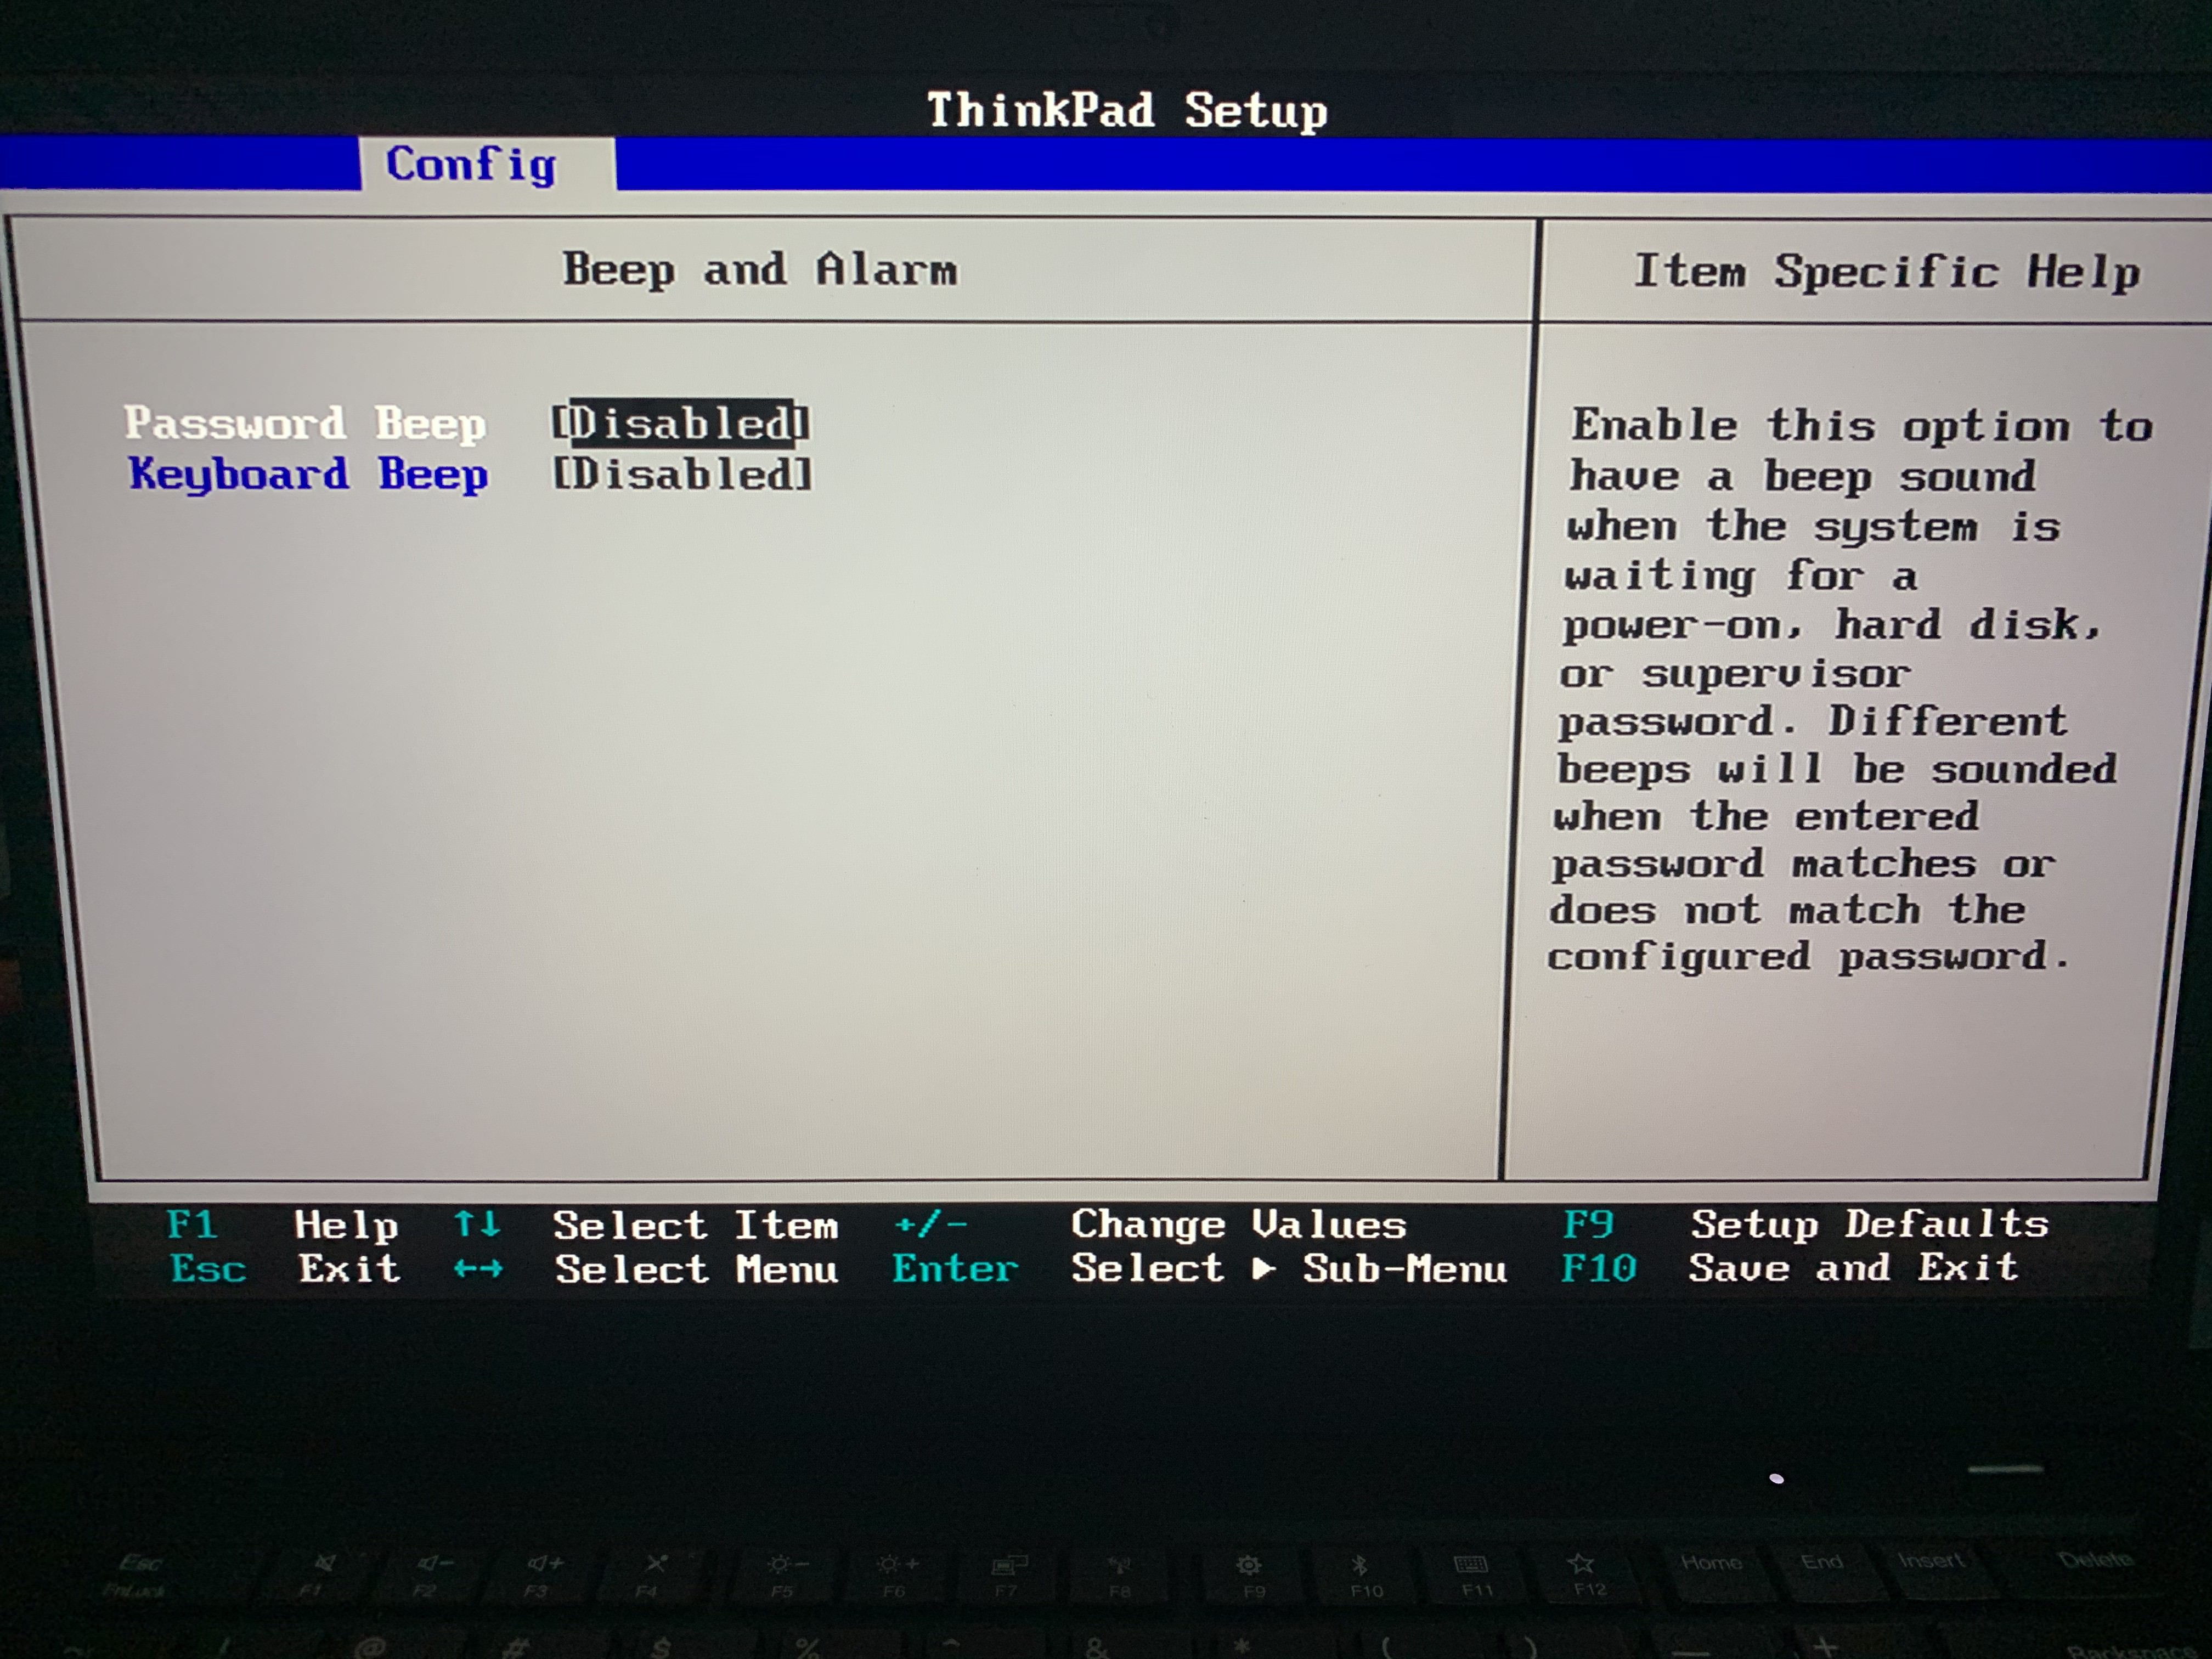 ThinkPad Setup
Config
Beep and Alarm
Item Specific Help
Password Beep [Disabled]
Keyboard Beep [Disabled]
Enable this option to
have a beep sound
when the system is
waiting for a
power-on, hard disk,
or supervisor
password. Different
beeps will be sounded
when the entered
password matches or
does not match the
configured password.
F1 Help ↑↓ Select Item +/- Change Values F9 Setup Defaults
Esc Exit ←→ Select Menu Enter Select ▶ Sub-Menu F10 Save and Exit
Esc Home End Insert Delete
FnLock F1 F2 F3 F4 F5 F6 F7 F8 F9 F10 F11 F12
~ ! @ # $ % ^ & * ( ) — + Backspace